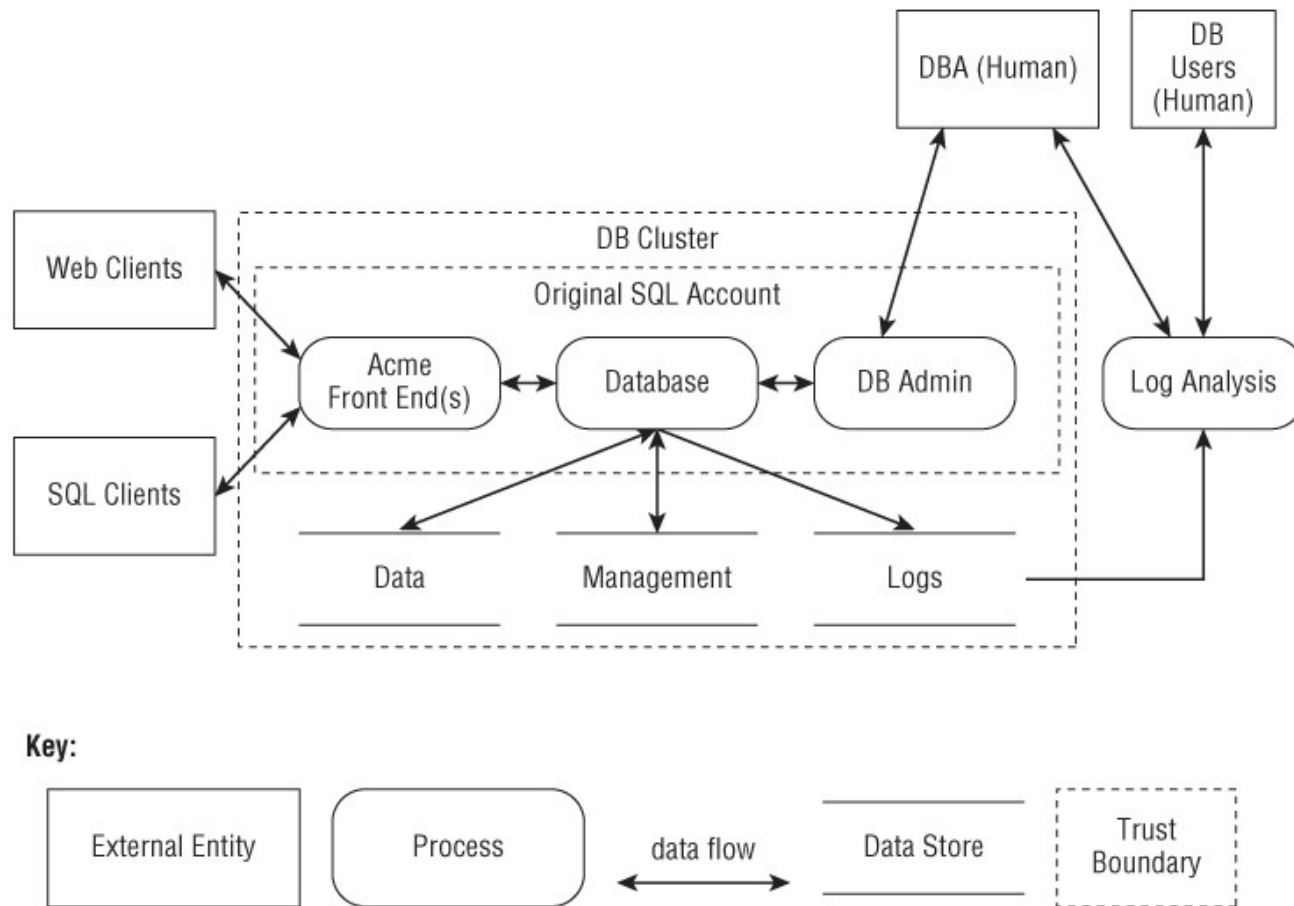 DBA (Human)
DB
Users
(Human)
Web Clients
DB Cluster
Original SQL Account
Acme
Front End(s)
Database
DB Admin
Log Analysis
SQL Clients
Data
Management
Logs
Key:
External Entity
Process
data flow
Data Store
Trust
Boundary